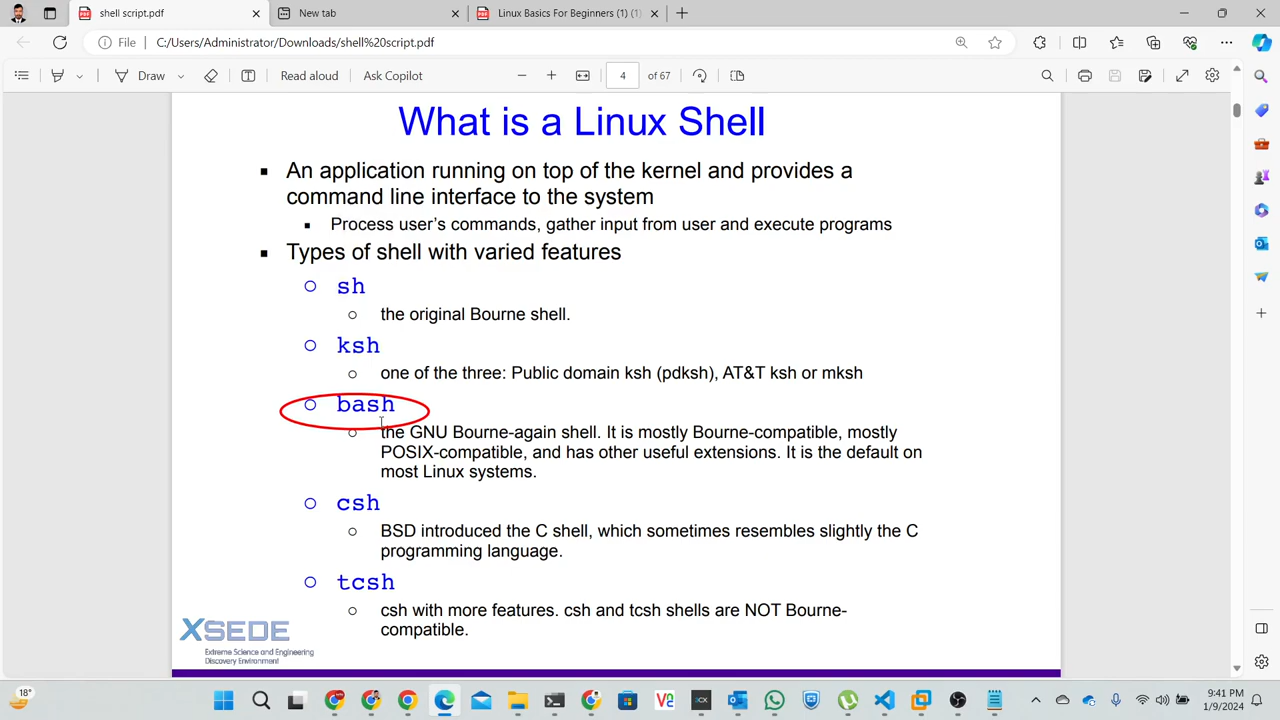 shell script.pdf
New tab
Linux Basics For Beginners (1) (1)
File
C:/Users/Administrator/Downloads/shell%20script.pdf
Draw
Read aloud
Ask Copilot
4
of 67
What is a Linux Shell
▪ An application running on top of the kernel and provides a
command line interface to the system
▪ Process user's commands, gather input from user and execute programs
▪ Types of shell with varied features
○ sh
○ the original Bourne shell.
○ ksh
○ one of the three: Public domain ksh (pdksh), AT&T ksh or mksh
○ bash
○ the GNU Bourne-again shell. It is mostly Bourne-compatible, mostly
POSIX-compatible, and has other useful extensions. It is the default on
most Linux systems.
○ csh
○ BSD introduced the C shell, which sometimes resembles slightly the C
programming language.
○ tcsh
○ csh with more features. csh and tcsh shells are NOT Bourne-
compatible.
XSEDE
Extreme Science and Engineering
Discovery Environment
18°
9:41 PM
1/9/2024